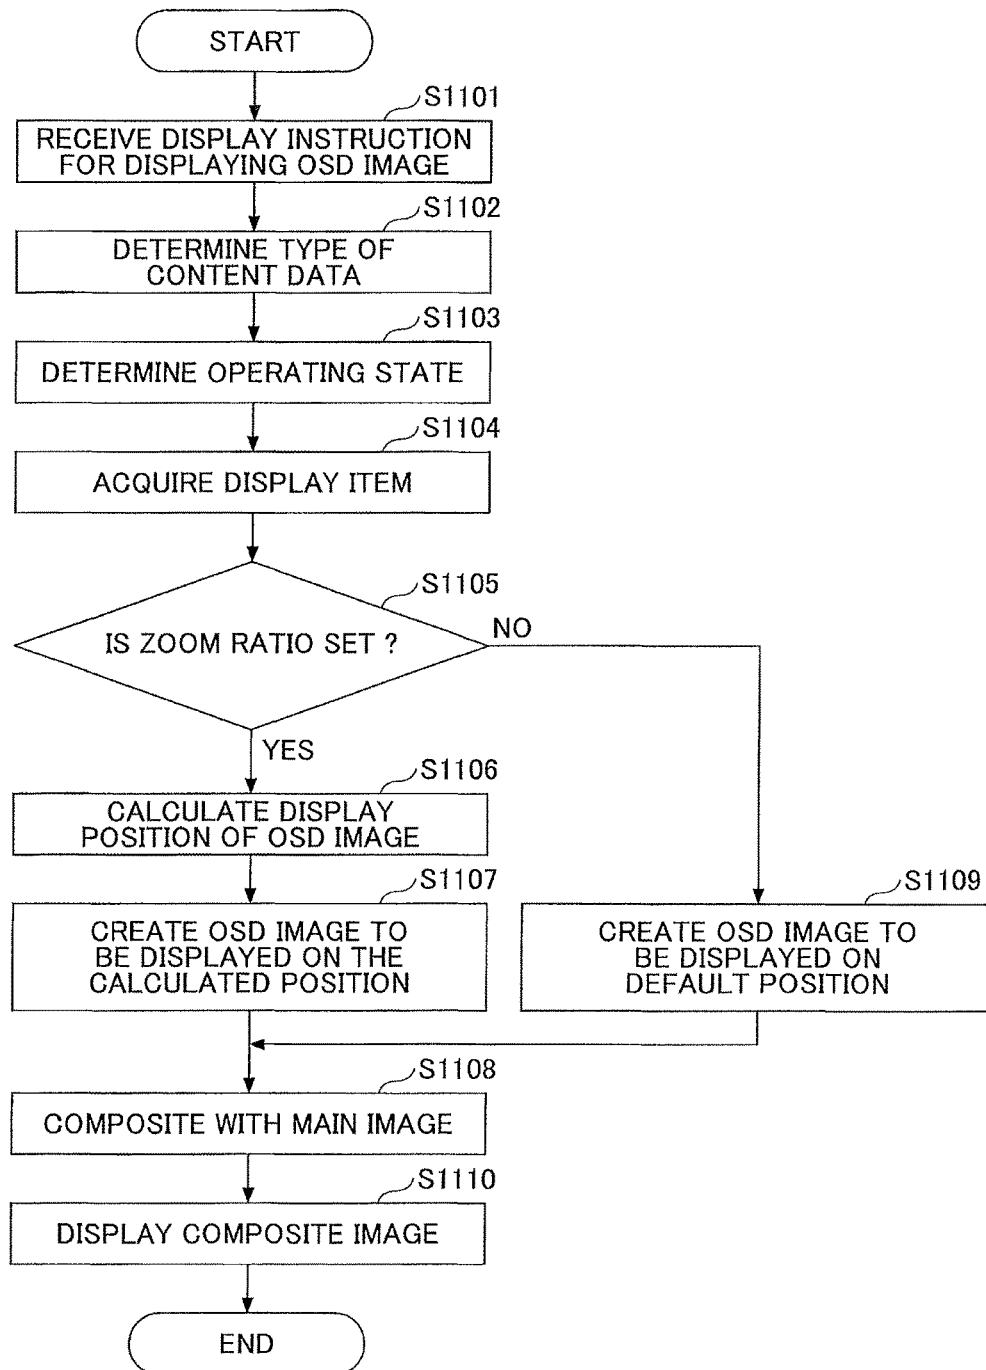 START
S1101
RECEIVE DISPLAY INSTRUCTION
FOR DISPLAYING OSD IMAGE
S1102
DETERMINE TYPE OF
CONTENT DATA
S1103
DETERMINE OPERATING STATE
S1104
ACQUIRE DISPLAY ITEM
S1105
IS ZOOM RATIO SET ?
NO
YES
S1106
CALCULATE DISPLAY
POSITION OF OSD IMAGE
S1107
CREATE OSD IMAGE TO
BE DISPLAYED ON THE
CALCULATED POSITION
S1109
CREATE OSD IMAGE TO
BE DISPLAYED ON
DEFAULT POSITION
S1108
COMPOSITE WITH MAIN IMAGE
S1110
DISPLAY COMPOSITE IMAGE
END